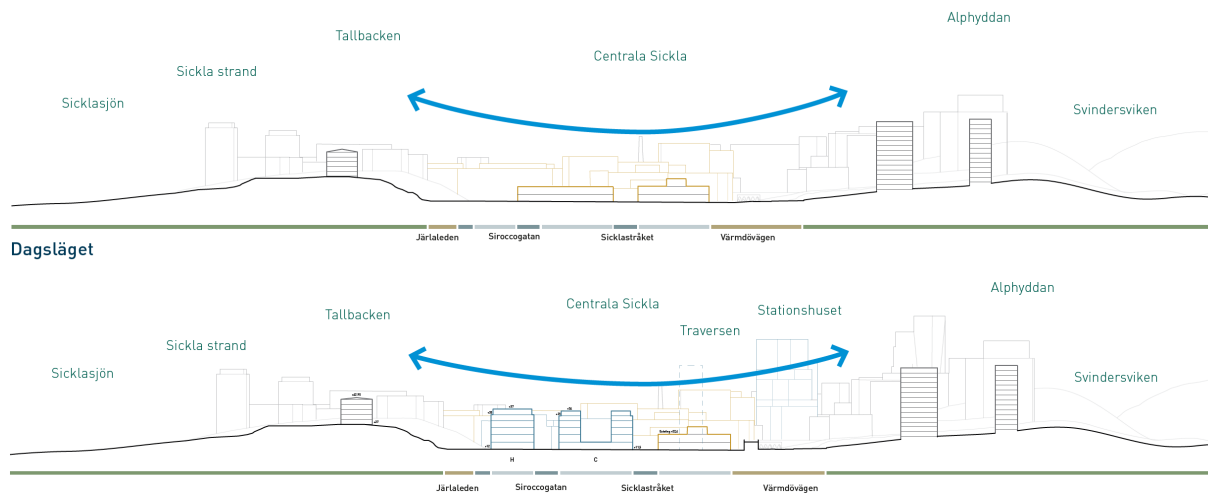 Alphyddan
Tallbacken
Centrala Sickla
Sickla strand
Sicklasjön
Svindersviken
Järlaleden
Siroccogatan
Sicklastråket
Värmdövägen
Dagsläget
Alphyddan
Centrala Sickla
Stationshuset
Tallbacken
Traversen
Sickla strand
Sicklasjön
Svindersviken
H
C
Järlaleden
Siroccogatan
Sicklastråket
Värmdövägen